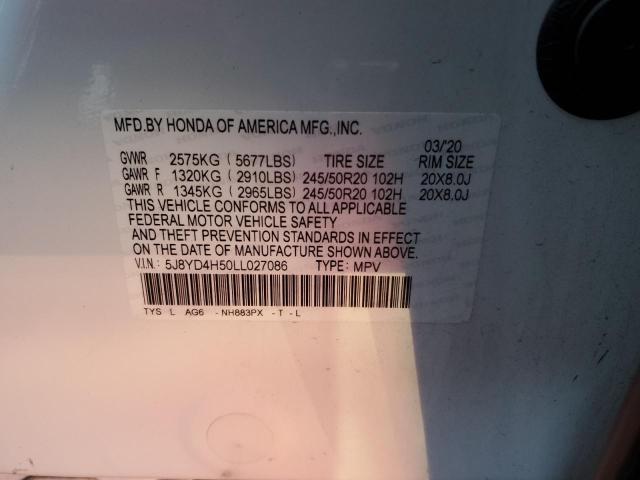 MFD.BY HONDA OF AMERICA MFG.,INC.
03/'20
GVWR 2575KG (5677LBS) TIRE SIZE RIM SIZE
GAWR F 1320KG (2910LBS) 245/50R20 102H 20X8.0J
GAWR R 1345KG (2965LBS) 245/50R20 102H 20X8.0J
THIS VEHICLE CONFORMS TO ALL APPLICABLE
FEDERAL MOTOR VEHICLE SAFETY
AND THEFT PREVENTION STANDARDS IN EFFECT
ON THE DATE OF MANUFACTURE SHOWN ABOVE.
V.I.N.: 5J8YD4H50LL027086 TYPE: MPV
TYS L AG6 -NH883PX -T -L